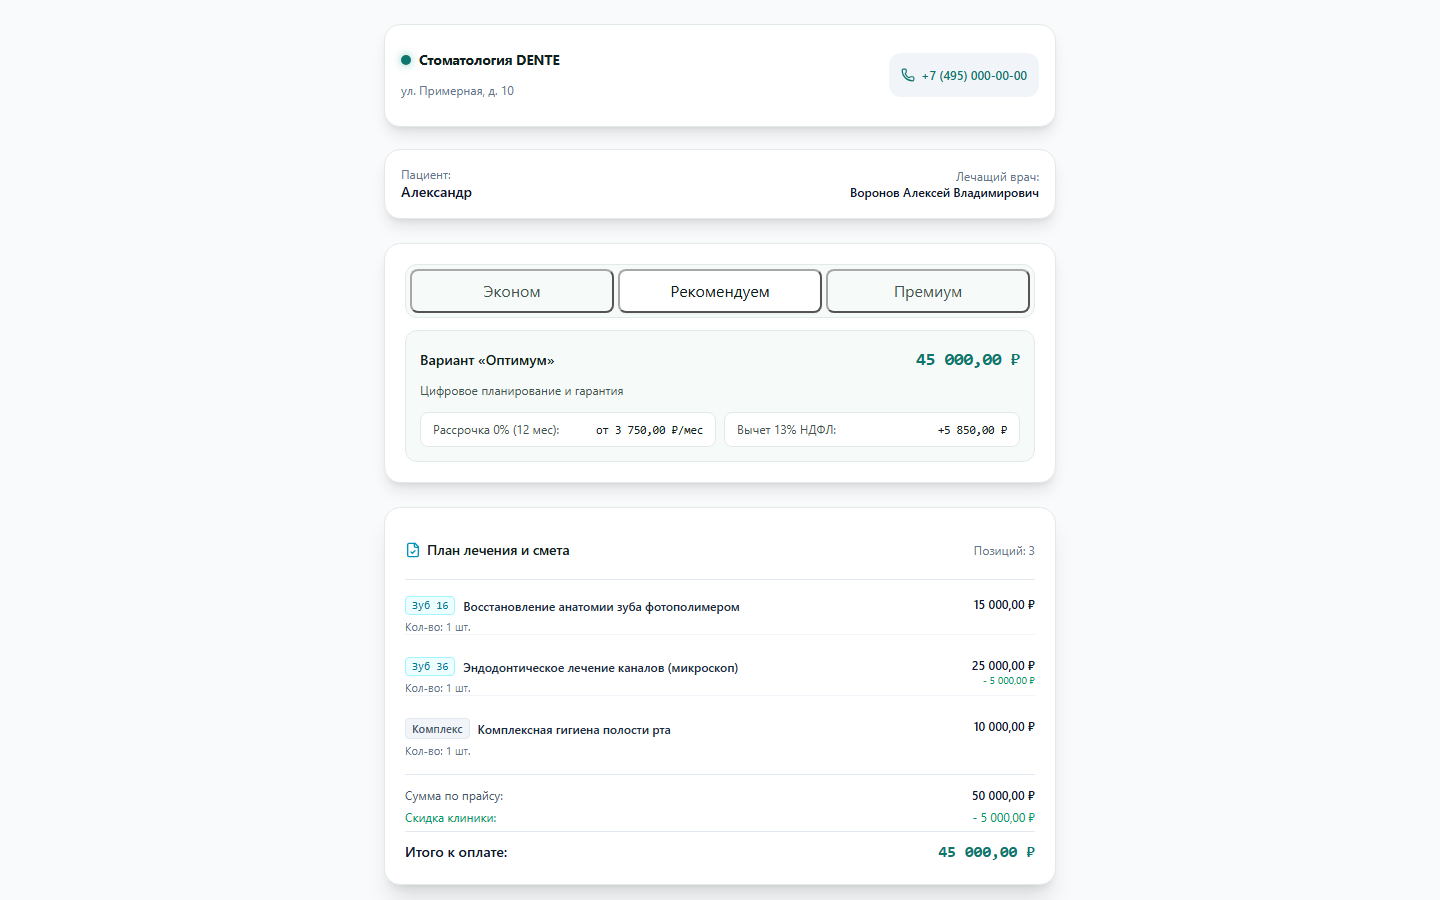 Стоматология DENTE
ул. Примерная, д. 10
+7 (495) 000-00-00
Пациент:
Александр
Лечащий врач:
Воронов Алексей Владимирович
Эконом
Рекомендуем
Премиум
Вариант «Оптимум»
45 000,00 ₽
Цифровое планирование и гарантия
Рассрочка 0% (12 мес):
от 3 750,00 ₽/мес
Вычет 13% НДФЛ:
+5 850,00 ₽
План лечения и смета
Позиций: 3
Зуб 16 Восстановление анатомии зуба фотополимером
15 000,00 ₽
Кол-во: 1 шт.
Зуб 36 Эндодонтическое лечение каналов (микроскоп)
25 000,00 ₽
- 5 000,00 ₽
Кол-во: 1 шт.
Комплекс Комплексная гигиена полости рта
10 000,00 ₽
Кол-во: 1 шт.
Сумма по прайсу:
50 000,00 ₽
Скидка клиники:
- 5 000,00 ₽
Итого к оплате:
45 000,00 ₽